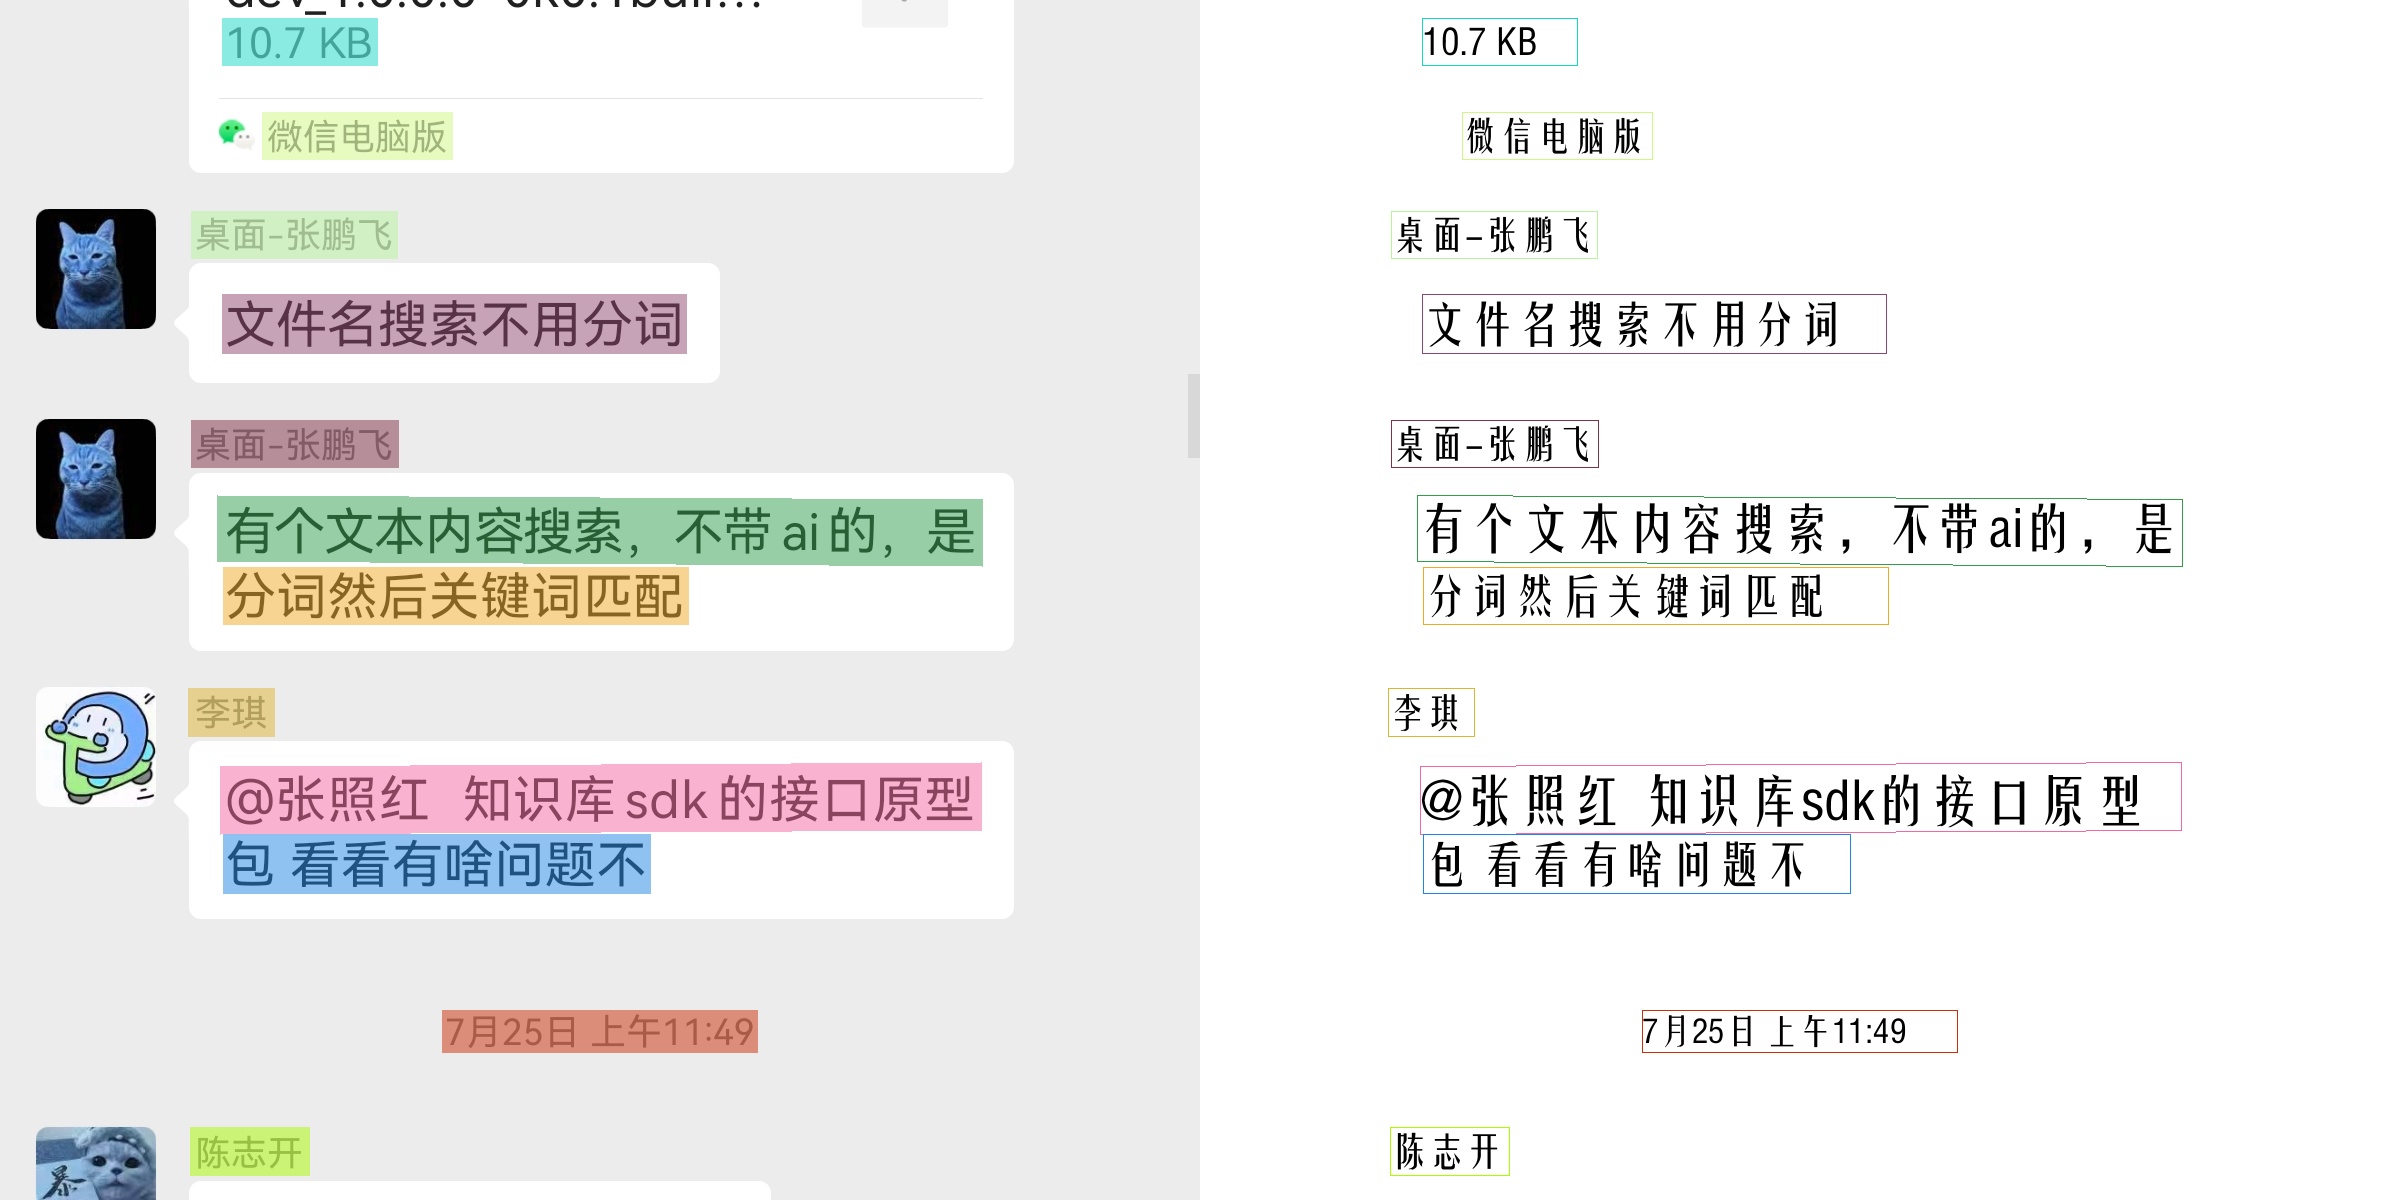 10.7 KB
10.7 KB
微信电脑版
微信电脑版
桌面-张鹏飞
桌面-张鹏飞
文件名搜索不用分词
文件名搜索不用分词
桌面-张鹏飞
桌面-张鹏飞
有个文本内容搜索，不带ai的，是
有个文本内容搜索，不带ai的，是
分词然后关键词匹配
分词然后关键词匹配
李琪
李琪
@张照红 知识库sdk的接口原型
@张照红 知识库sdk的接口原型
包 看看有啥问题不
包 看看有啥问题不
7月25日 上午11:49
7月25日 上午11:49
陈志开
陈志开